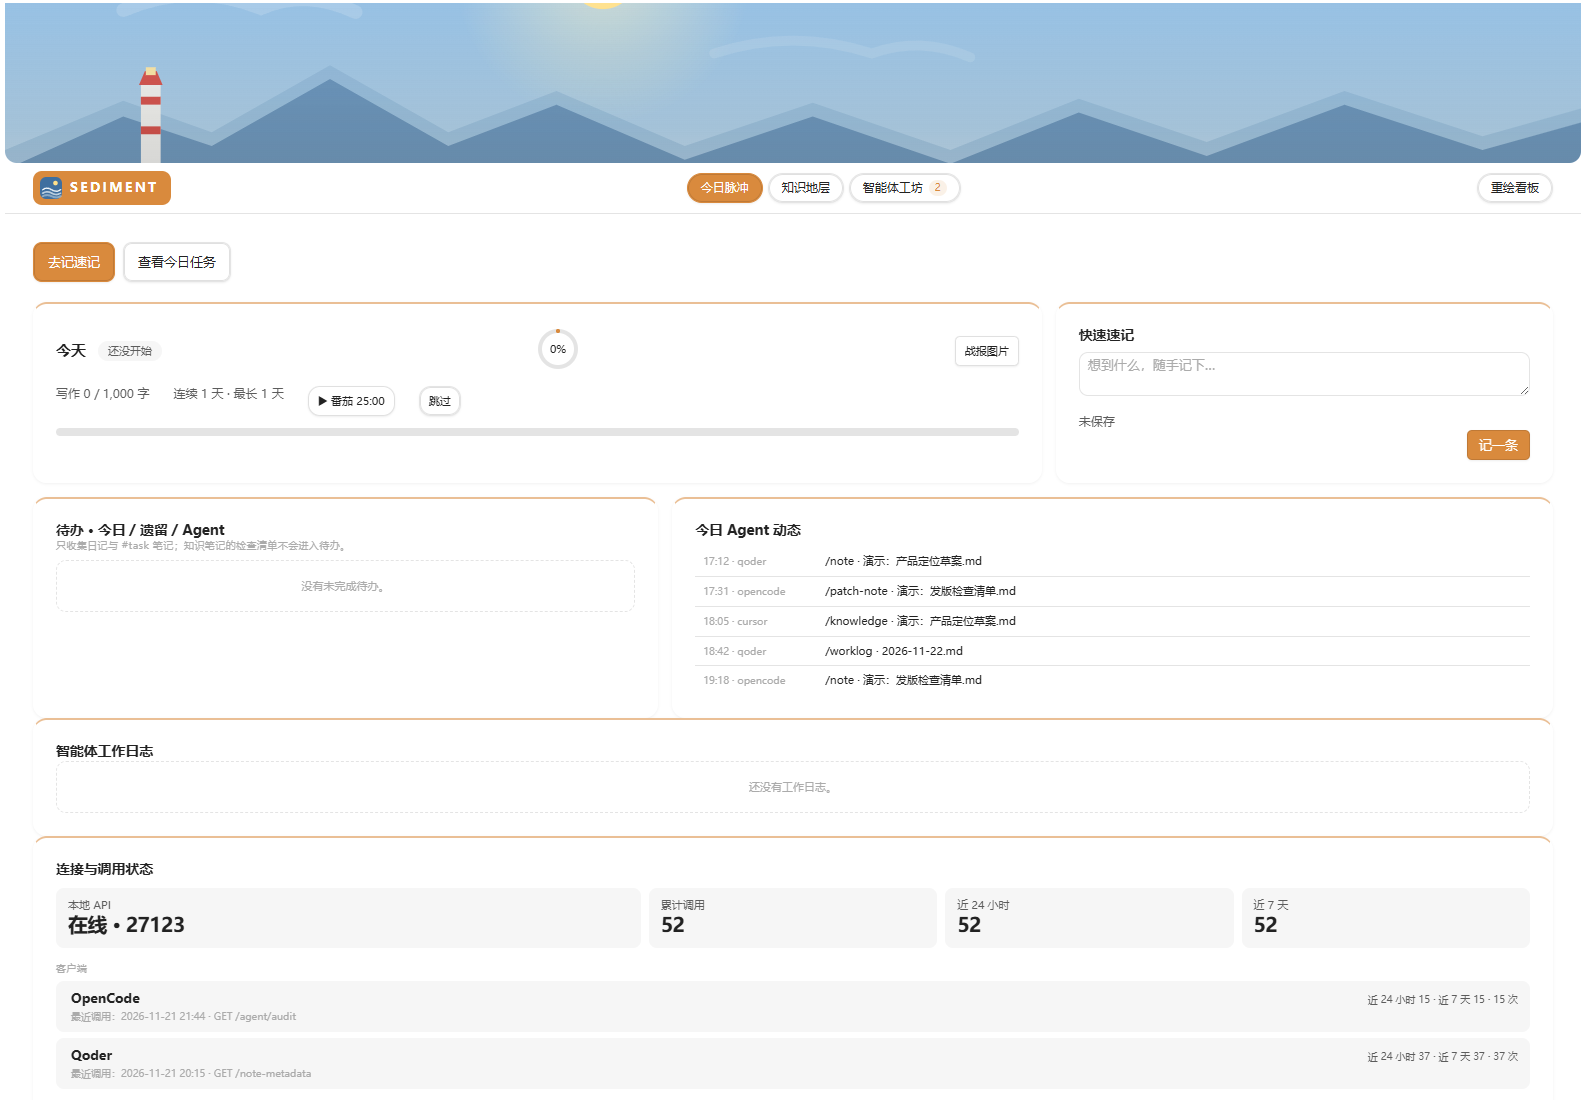 SEDIMENT
今日脉冲
知识地层
智能体工坊 2
重绘看板
去记速记
查看今日任务
今天 还没开始
0%
战报图片
写作 0 / 1,000 字
连续 1 天 · 最长 1 天
▶ 番茄 25:00
跳过
快速速记
想到什么，随手记下...
未保存
记一条
待办 • 今日 / 遗留 / Agent
只收集日记与 #task 笔记；知识笔记的检查清单不会进入待办。
没有未完成待办。
今日 Agent 动态
17:12 · qoder /note · 演示：产品定位草案.md
17:31 · opencode /patch-note · 演示：发版检查清单.md
18:05 · cursor /knowledge · 演示：产品定位草案.md
18:42 · qoder /worklog · 2026-11-22.md
19:18 · opencode /note · 演示：发版检查清单.md
智能体工作日志
还没有工作日志。
连接与调用状态
本地 API
在线 • 27123
累计调用
52
近 24 小时
52
近 7 天
52
客户端
OpenCode
最近调用：2026-11-21 21:44 · GET /agent/audit
近 24 小时 15 · 近 7 天 15 · 15 次
Qoder
最近调用：2026-11-21 20:15 · GET /note-metadata
近 24 小时 37 · 近 7 天 37 · 37 次